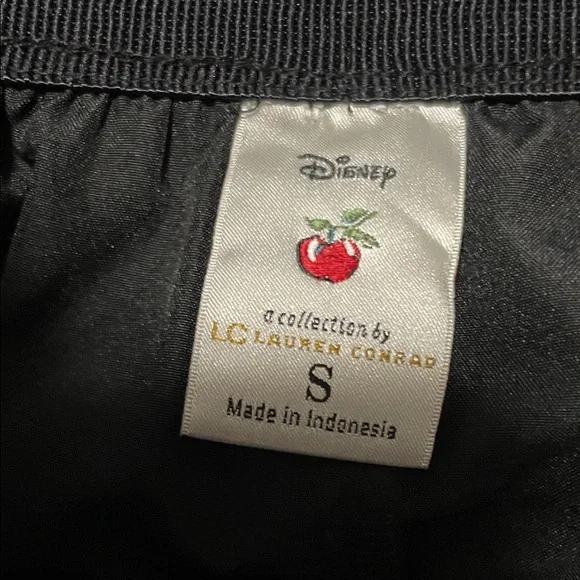 Disney
a collection by
LC LAUREN CONRAD
S
Made in Indonesia